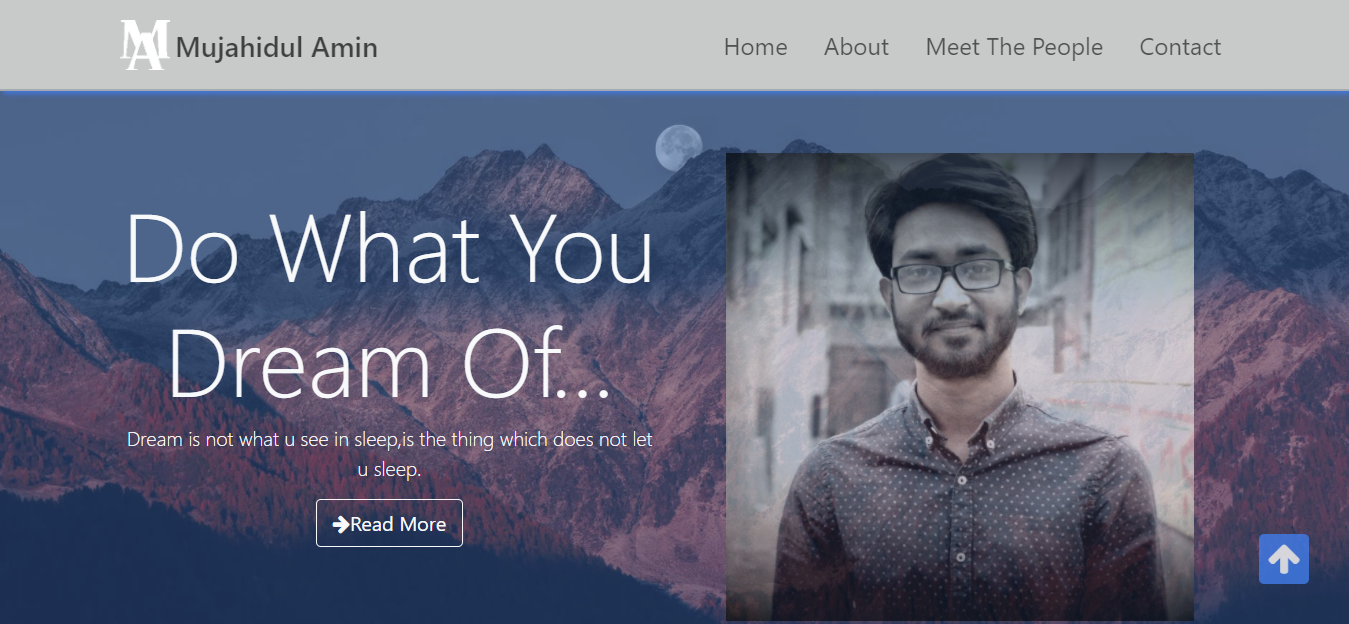 MA Mujahidul Amin
Home About Meet The People Contact
Do What You
Dream Of...
Dream is not what u see in sleep,is the thing which does not let
u sleep.
Read More